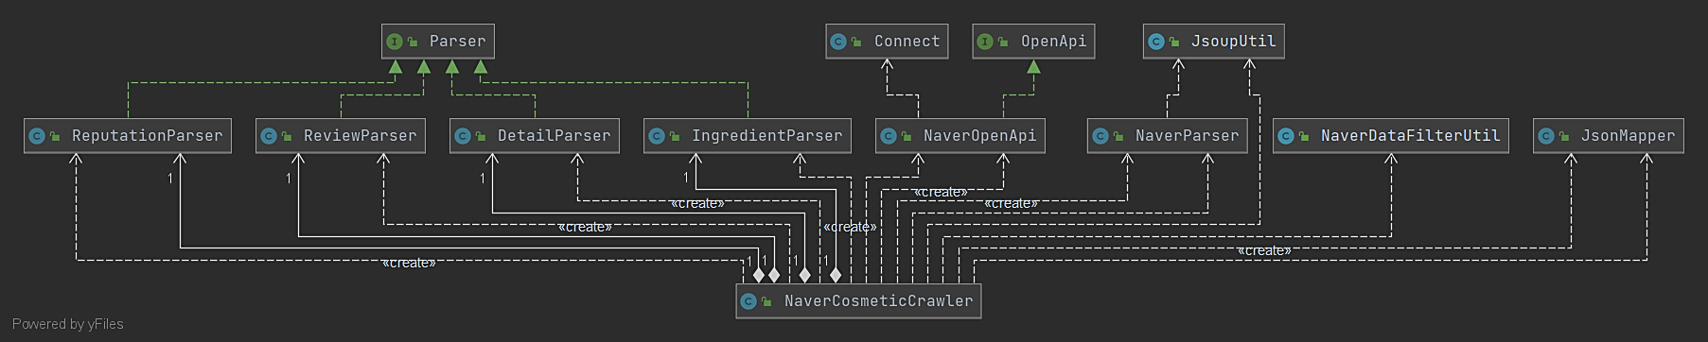 I Parser
C Connect
I OpenApi
C JsoupUtil
C ReputationParser
C ReviewParser
C DetailParser
C IngredientParser
C NaverOpenApi
C NaverParser
C NaverDataFilterUtil
C JsonMapper
1
1
1
1
«create»
«create»
«create»
«create»
«create»
«create»
«create»
1
1
1
1
C NaverCosmeticCrawler
Powered by yFiles